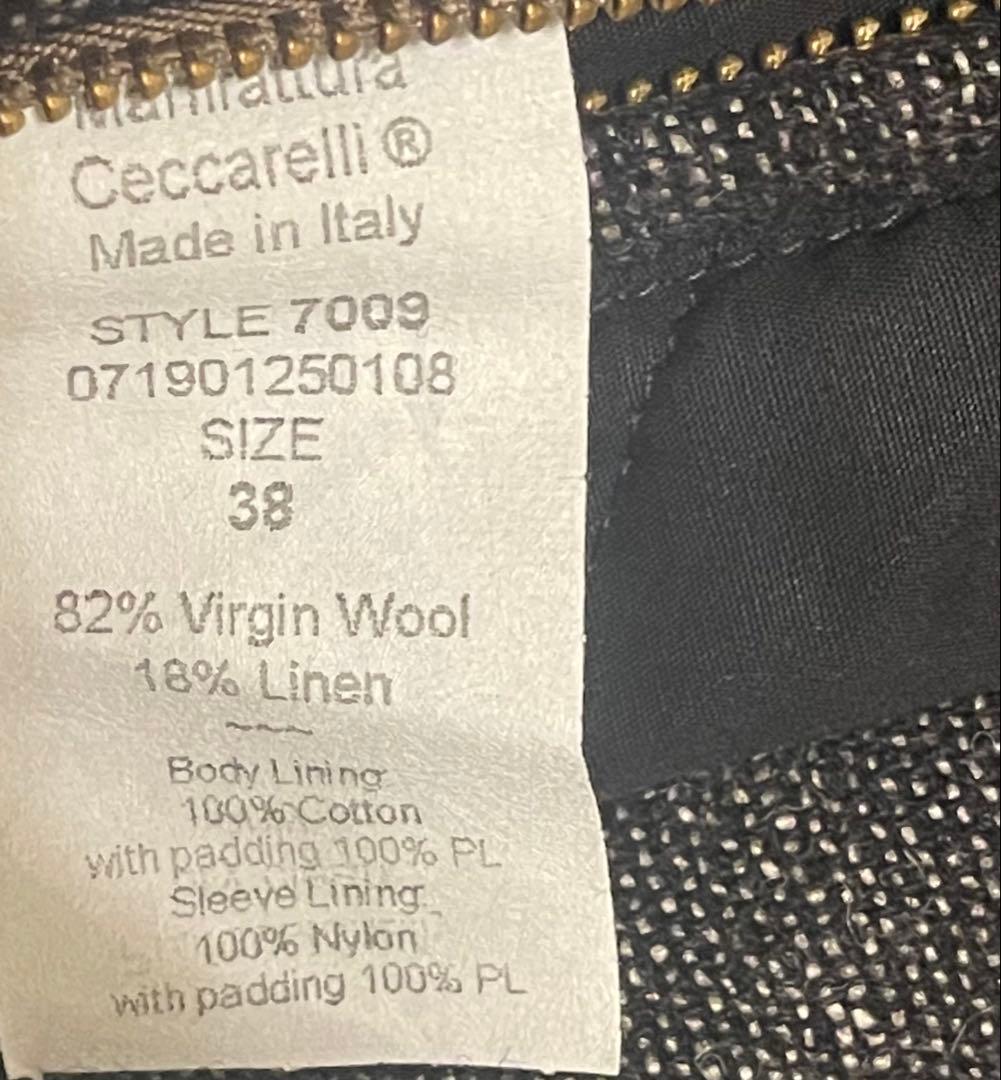 Manifattura
Ceccarelli ®
Made in Italy
STYLE 7009
071901250108
SIZE
38
82% Virgin Wool
18% Linen
~~~
Body Lining
100% Cotton
with padding 100% PL
Sleeve Lining
100% Nylon
with padding 100% PL